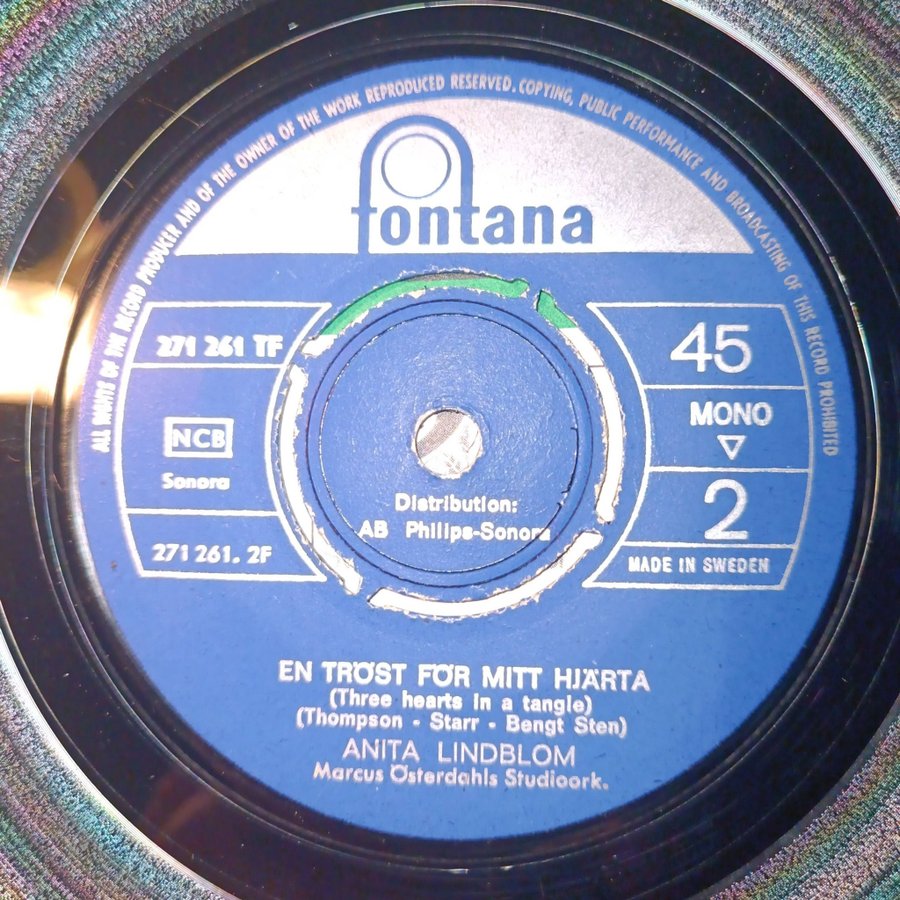 ALL RIGHTS OF THE RECORD PRODUCER AND OF THE OWNER OF THE WORK REPRODUCED RESERVED. COPYING, PUBLIC PERFORMANCE AND BROADCASTING OF THIS RECORD PROHIBITED
fontana
271 261 TF
NCB
Sonora
271 261. 2F
45
MONO
2
MADE IN SWEDEN
Distribution:
AB Philips-Sonora
EN TRÖST FÖR MITT HJÄRTA
(Three hearts in a tangle)
(Thompson - Starr - Bengt Sten)
ANITA LINDBLOM
Marcus Österdahls Studioork.